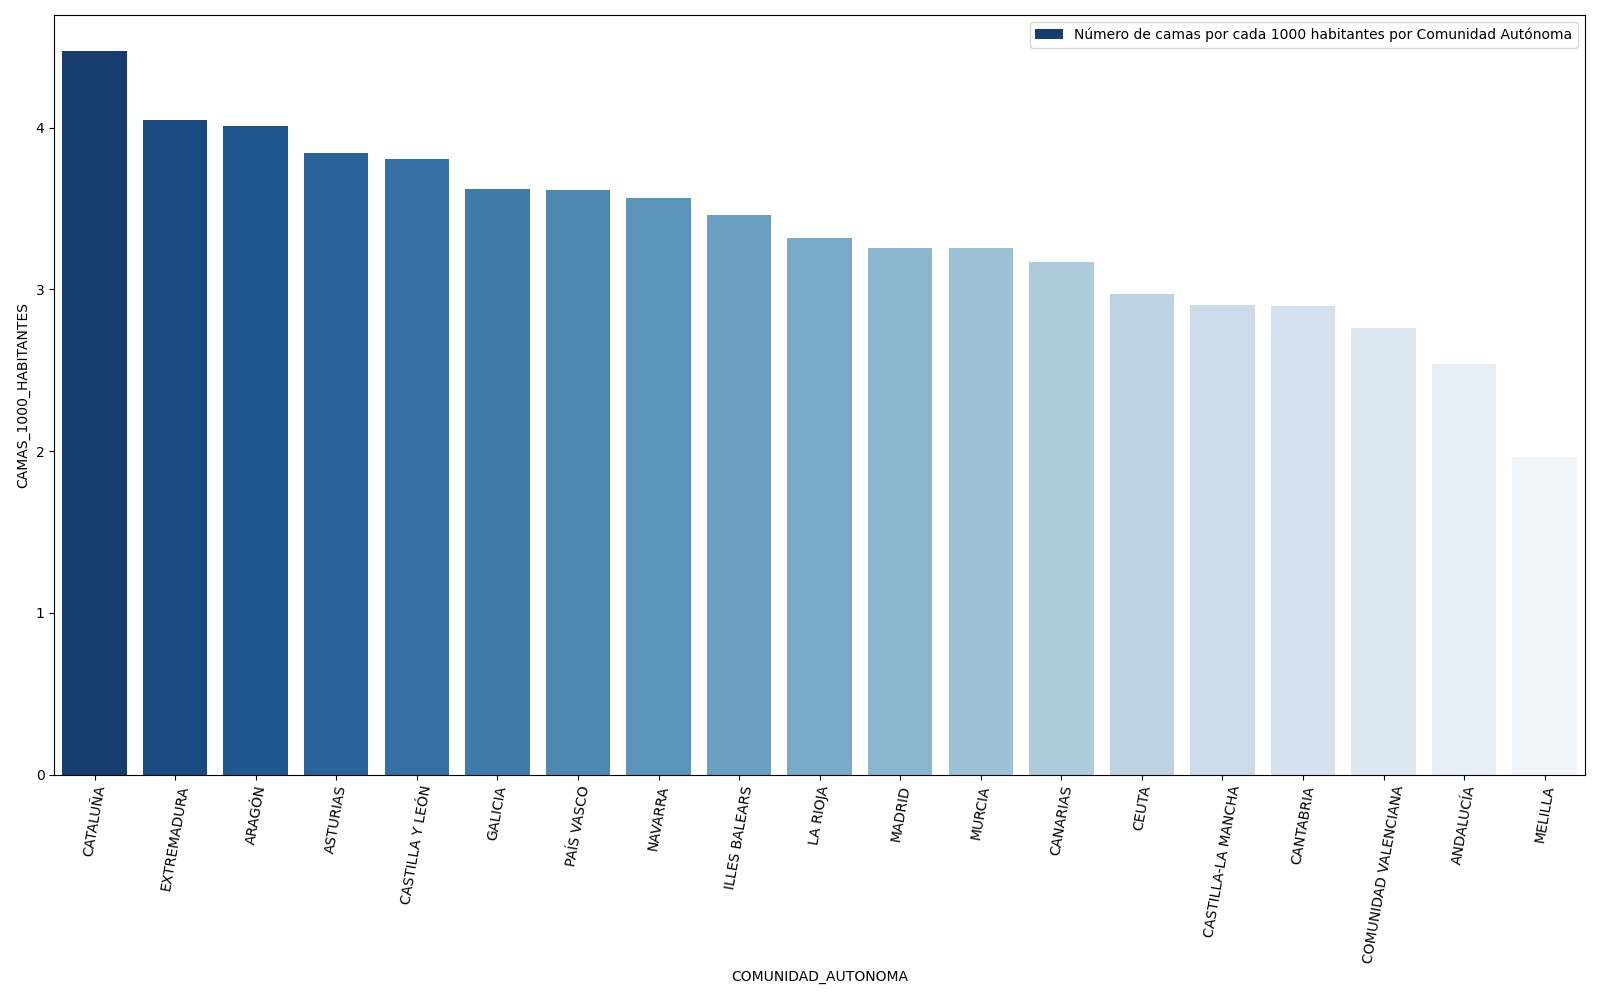 Número de camas por cada 1000 habitantes por Comunidad Autónoma
CAMAS_1000_HABITANTES
4
3
2
1
0
CATALUÑA
EXTREMADURA
ARAGÓN
ASTURIAS
CASTILLA Y LEÓN
GALICIA
PAÍS VASCO
NAVARRA
ILLES BALEARS
LA RIOJA
MADRID
MURCIA
CANARIAS
CEUTA
CASTILLA-LA MANCHA
CANTABRIA
COMUNIDAD VALENCIANA
ANDALUCÍA
MELILLA
COMUNIDAD_AUTONOMA